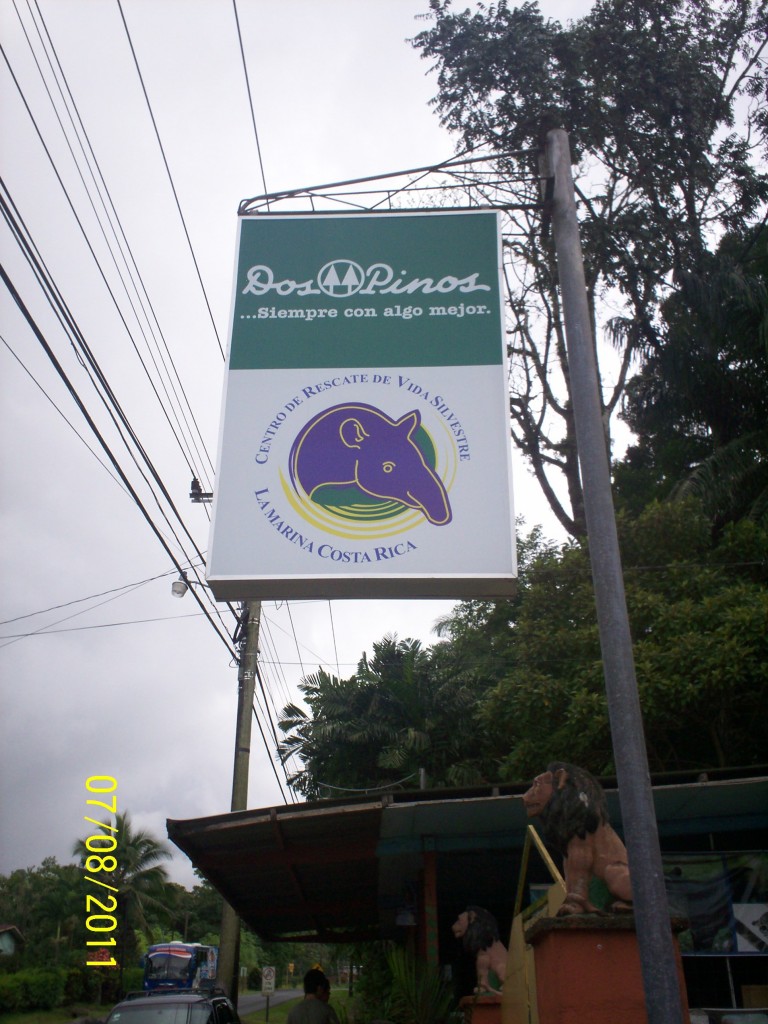 Dos Pinos
...Siempre con algo mejor.
CENTRO DE RESCATE DE VIDA SILVESTRE
LA MARINA COSTA RICA
07/08/2011